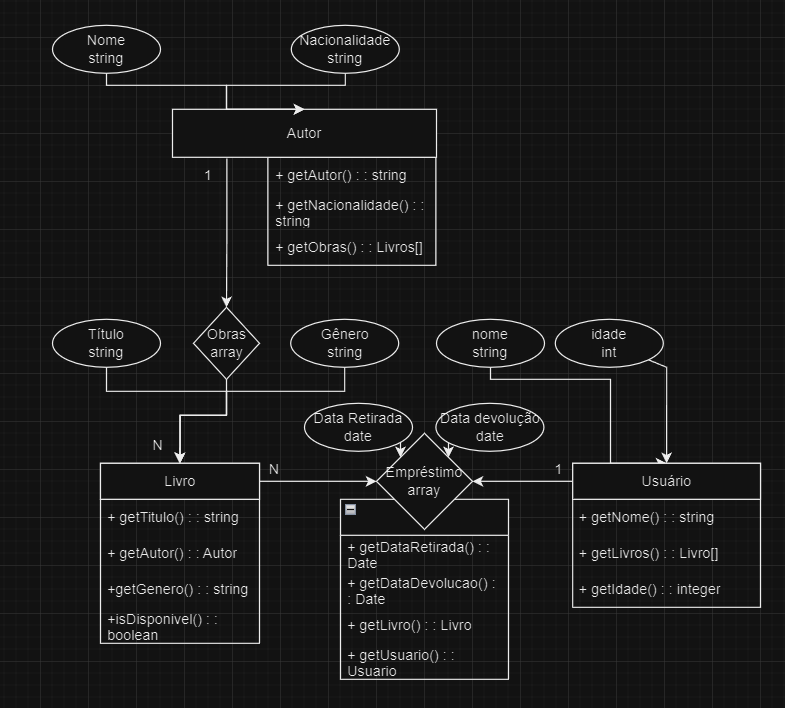 Nome
string
Nacionalidade
string
Autor
1
+ getAutor() : : string
+ getNacionalidade() : :
string
+ getObras() : : Livros[]
Título
string
Obras
array
Gênero
string
nome
string
idade
int
Data Retirada
date
Data devolução
date
N
Livro
N
Empréstimo
array
1
Usuário
+ getTitulo() : : string
+ getAutor() : : Autor
+getGenero() : : string
+isDisponivel() : :
boolean
+ getDataRetirada() : :
Date
+ getDataDevolucao() :
: Date
+ getLivro() : : Livro
+ getUsuario() : :
Usuario
+ getNome() : : string
+ getLivros() : : Livro[]
+ getIdade() : : integer